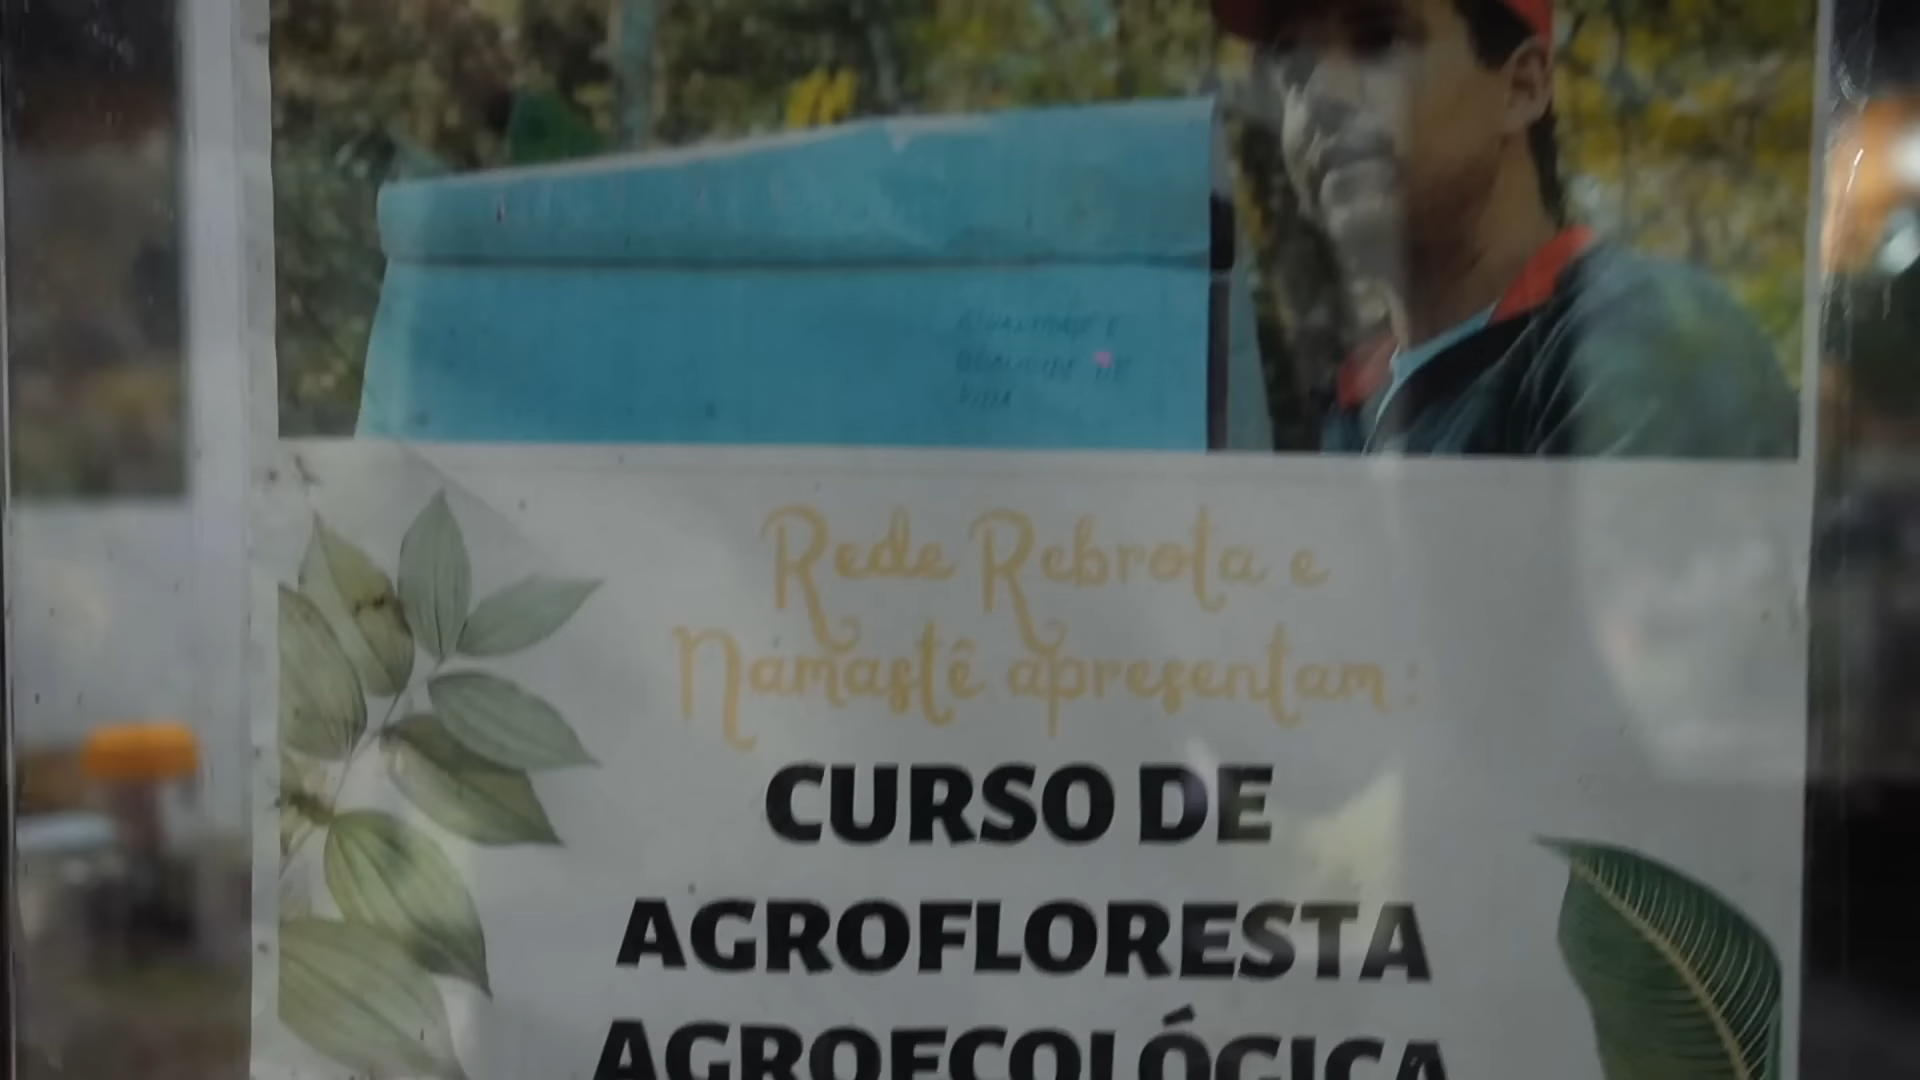 Rede Rebrota e
Namastê apresentam:
CURSO DE
AGROFLORESTA
AGROECOLÓGICA